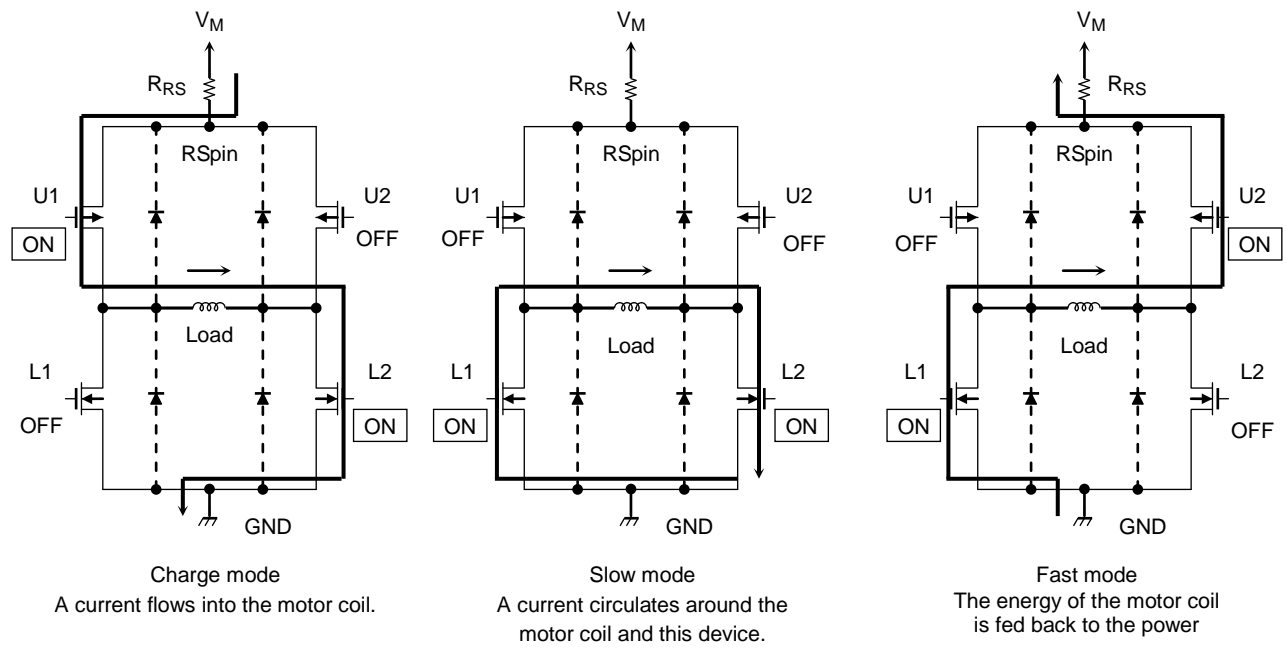 VM
RRS
RSpin
U1
ON
U2
OFF
Load
L1
OFF
L2
ON
GND
Charge mode
A current flows into the motor coil.
VM
RRS
RSpin
U1
OFF
U2
OFF
Load
L1
ON
L2
ON
GND
Slow mode
A current circulates around the
motor coil and this device.
VM
RRS
RSpin
U1
OFF
U2
ON
Load
L1
ON
L2
OFF
GND
Fast mode
The energy of the motor coil
is fed back to the power